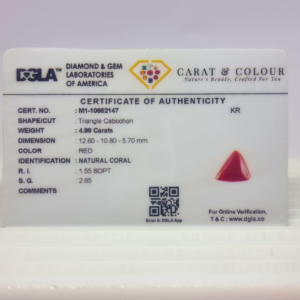 DGLA
DIAMOND & GEM
LABORATORIES
OF AMERICA
CARAT & COLOUR
Nature's Beauty, Crafted For You
CERTIFICATE OF AUTHENTICITY
CERT. NO. : M1-10662147
KR
SHAPE/CUT : Triangle Cabochon
WEIGHT : 4.96 Carats
DIMENSION : 12.60 - 10.80 - 5.70 mm
COLOR : RED
IDENTIFICATION : NATURAL CORAL
R. I. : 1.55 SOPT
S. G. : 2.65
COMMENTS
Scan in DGLA App
For Online Verification,
T & C : www.dgla.co